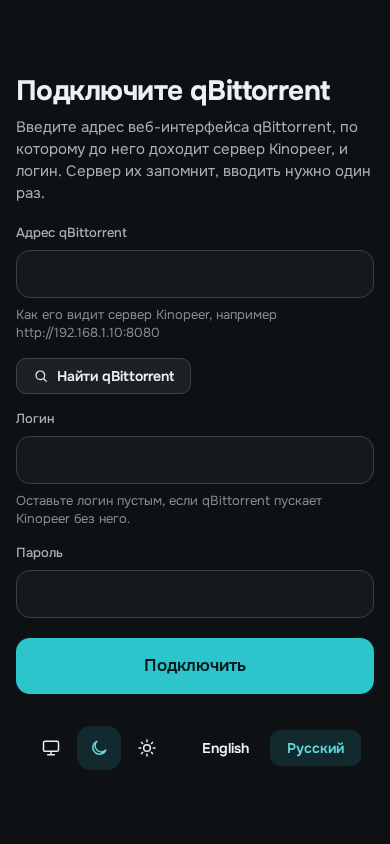 Подключите qBittorrent
Введите адрес веб-интерфейса qBittorrent, по
которому до него доходит сервер Kinopeer, и
логин. Сервер их запомнит, вводить нужно один
раз.
Адрес qBittorrent
Как его видит сервер Kinopeer, например
http://192.168.1.10:8080
Найти qBittorrent
Логин
Оставьте логин пустым, если qBittorrent пускает
Kinopeer без него.
Пароль
Подключить
English Русский